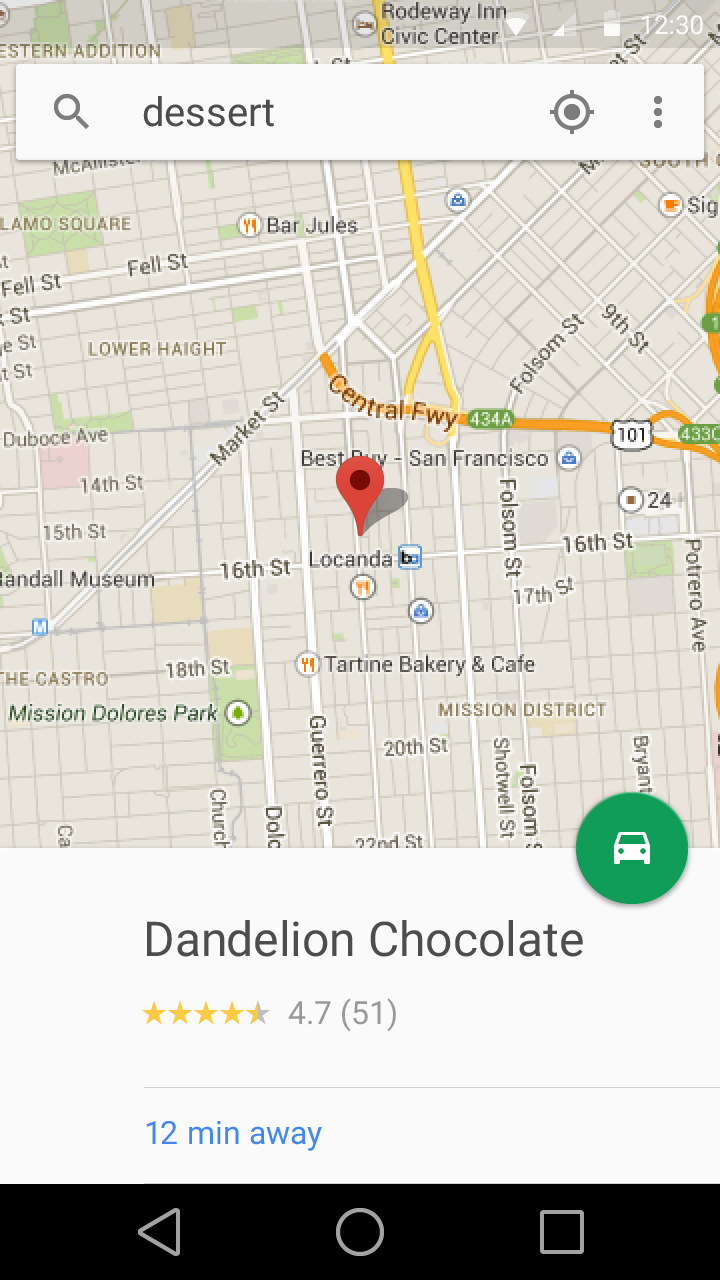 Rodeway Inn
Civic Center
12:30
ESTERN ADDITION
dessert
McAllister
SOUTH
LAMO SQUARE
Bar Jules
Sig
Fell St
Fell St
St
9th St
Folsom St
LOWER HAIGHT
Central Fwy
434A
101
433C
Market St
Duboce Ave
Best Buy - San Francisco
14th St
Folsom St
24
15th St
16th St
Locanda
16th St
Randall Museum
17th St
Potrero Ave
M
18th St
Tartine Bakery & Cafe
THE CASTRO
MISSION DISTRICT
Mission Dolores Park
Guerrero St
20th St
Shotwell St
Folsom S
Bryant
Church
Dolo
Ca
22nd St
Dandelion Chocolate
4.7 (51)
12 min away